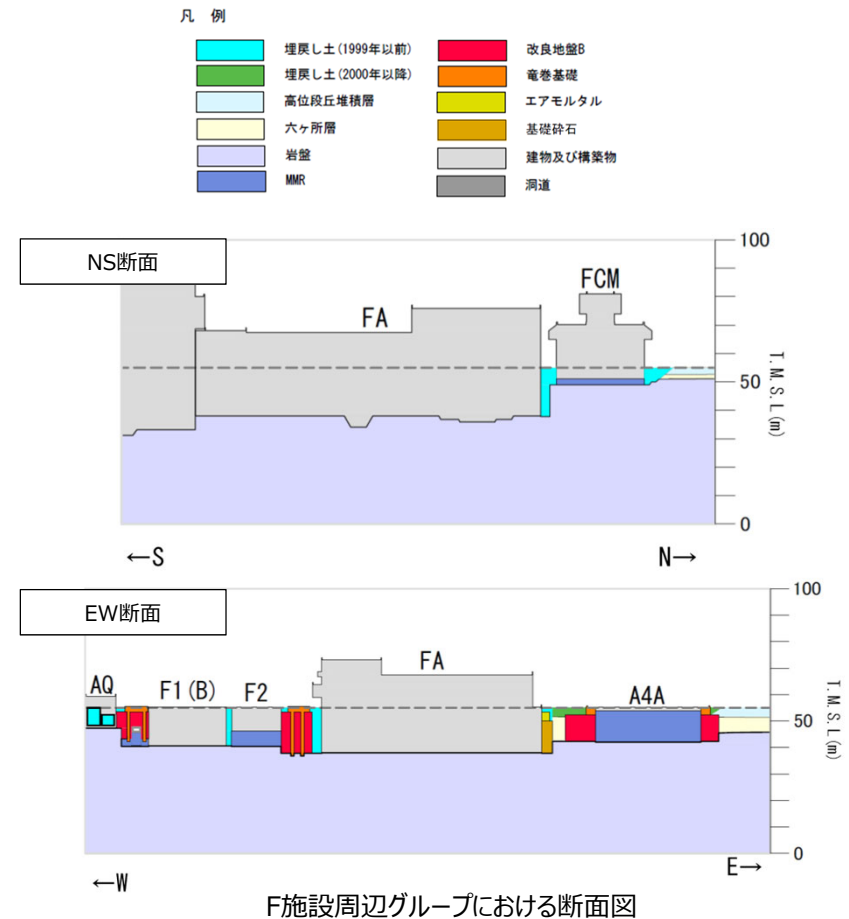 凡 例
埋戻し土(1999年以前)
改良地盤B
埋戻し土(2000年以降)
竜巻基礎
高位段丘堆積層
エアモルタル
六ヶ所層
基礎砕石
岩盤
建物及び構築物
MMR
洞道
NS断面
100
FCM
FA
50
T.M.S.L(m)
0
←S
N→
EW断面
100
FA
AQ
F1(B)
F2
A4A
50
T.M.S.L(m)
0
←W
E→
F施設周辺グループにおける断面図